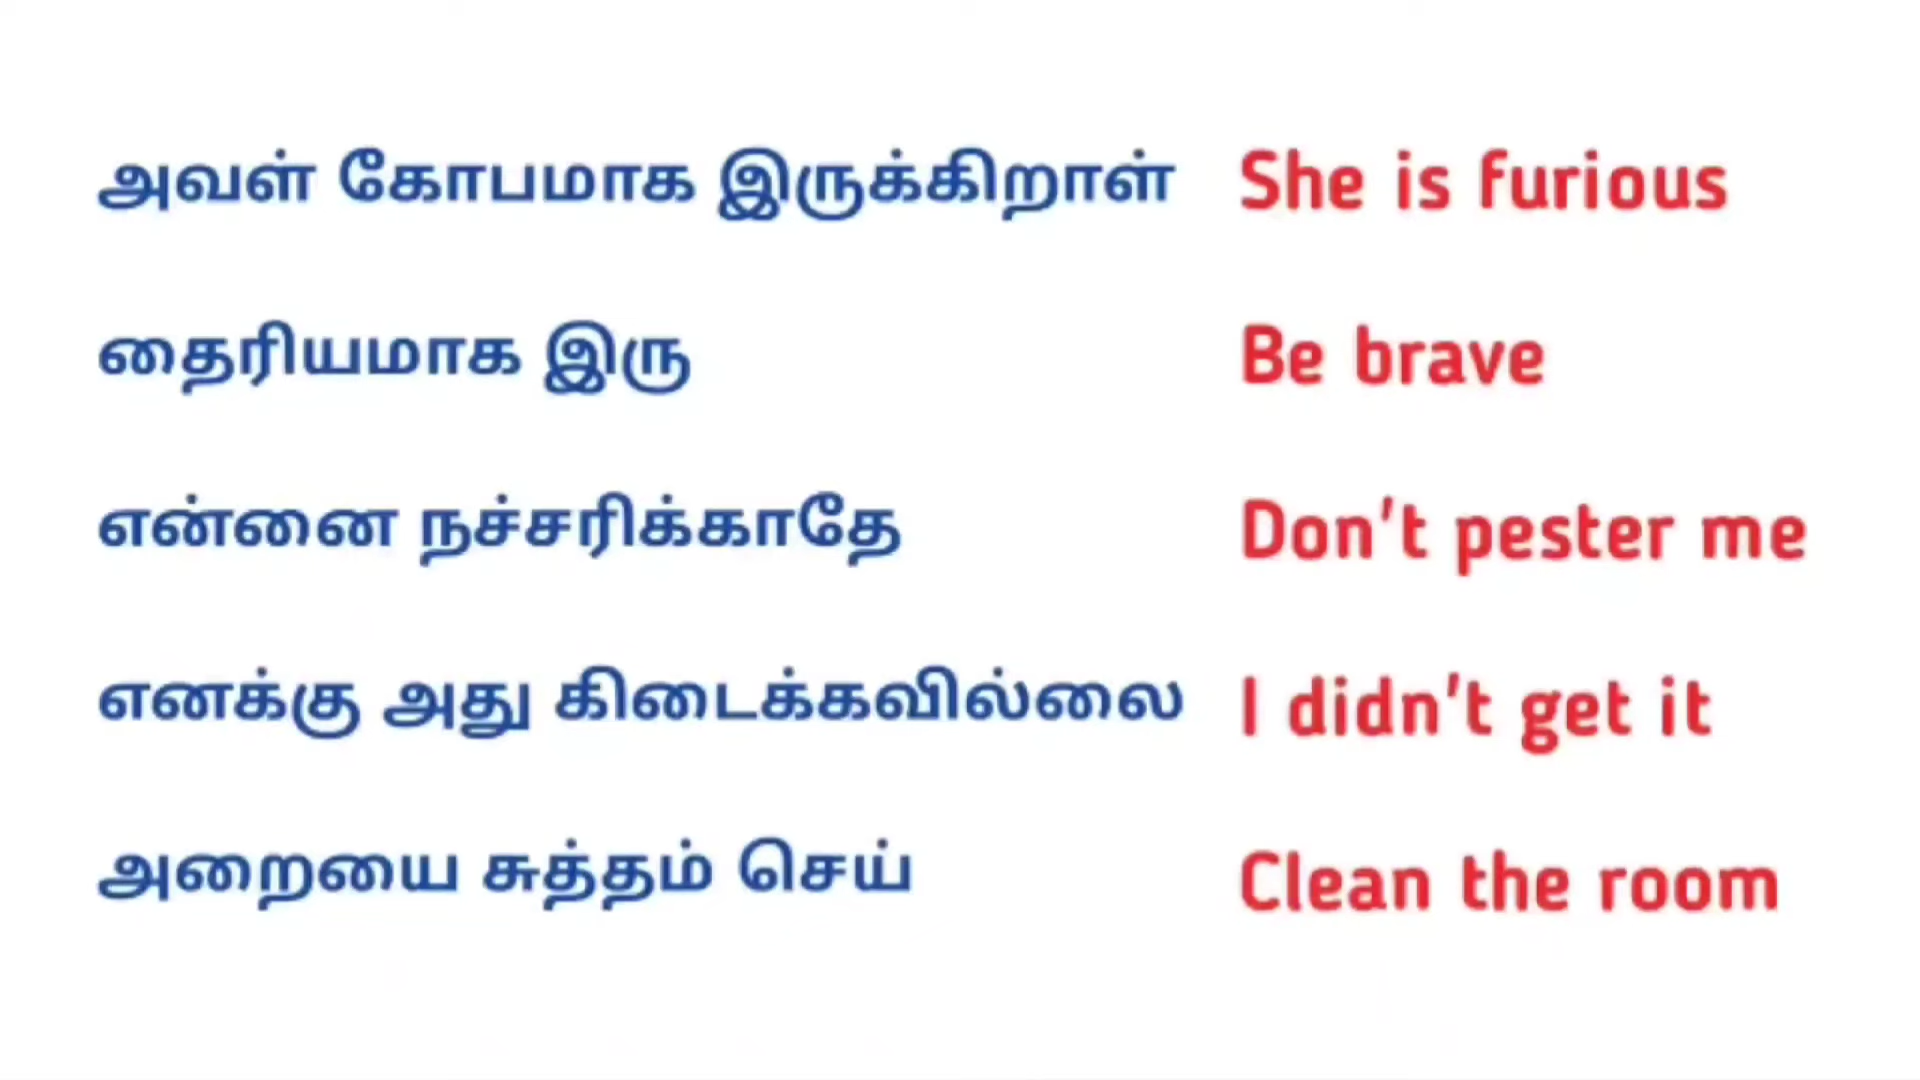 அவள் கோபமாக இருக்கிறாள் She is furious
தைரியமாக இரு Be brave
என்னை நச்சரிக்காதே Don't pester me
எனக்கு அது கிடைக்கவில்லை I didn't get it
அறையை சுத்தம் செய் Clean the room